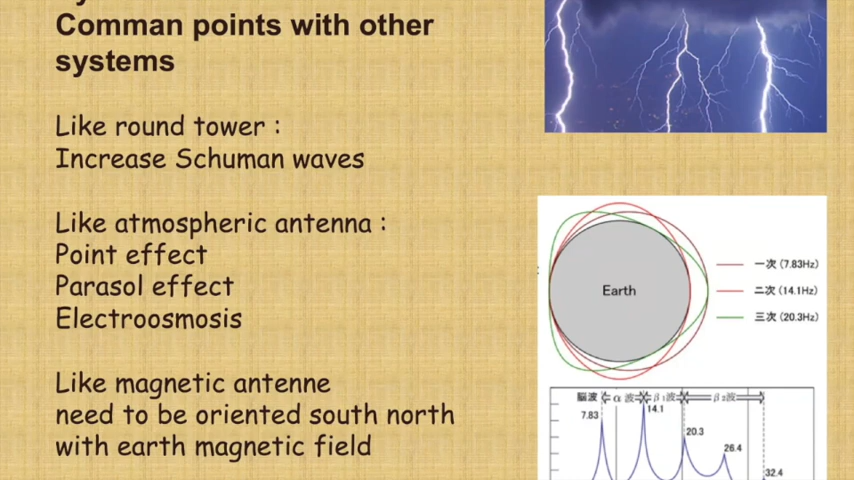 Comman points with other
systems
Like round tower :
Increase Schuman waves
Like atmospheric antenna :
Point effect
Parasol effect
Electroosmosis
Like magnetic antenne
need to be oriented south north
with earth magnetic field
Earth
一次 (7.83Hz)
二次 (14.1Hz)
三次 (20.3Hz)
脳波 α 波 β1波 β2波
7.83
14.1
20.3
26.4
32.4